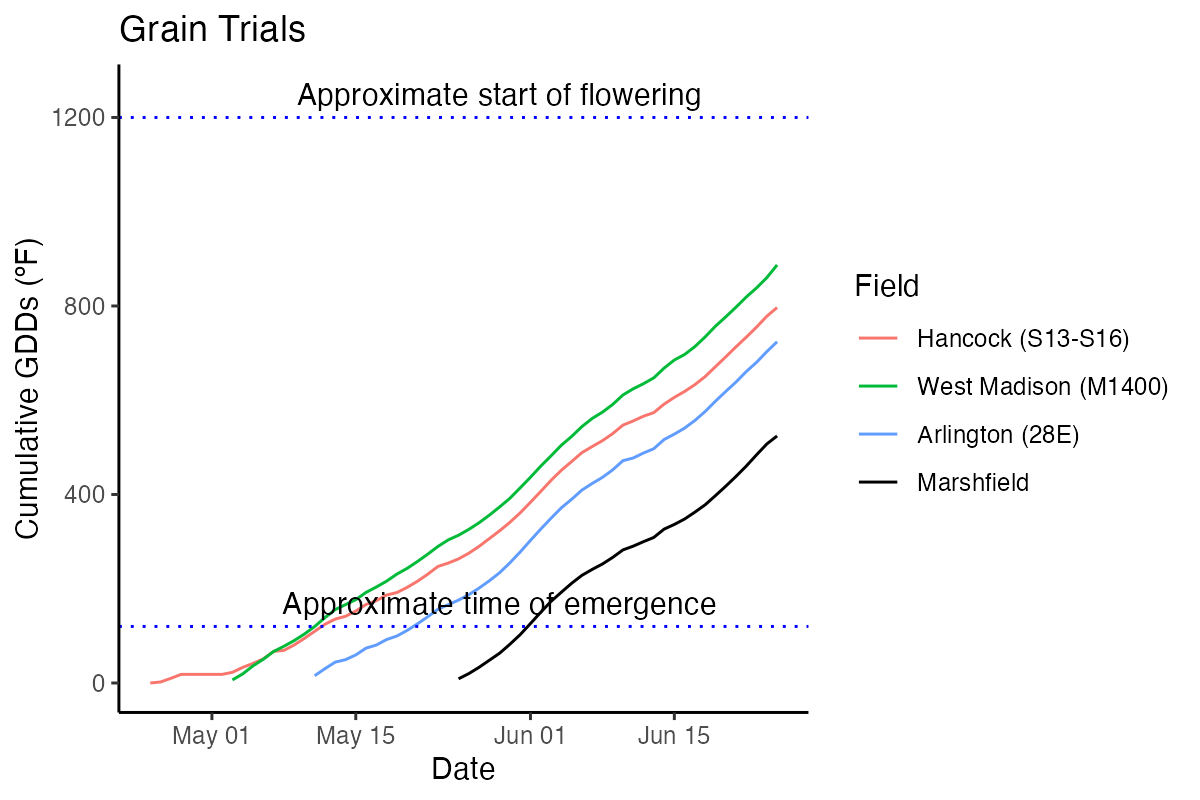 Grain Trials
Approximate start of flowering
1200
800
400
0
Cumulative GDDs (°F)
Approximate time of emergence
May 01
May 15
Jun 01
Jun 15
Date
Field
Hancock (S13-S16)
West Madison (M1400)
Arlington (28E)
Marshfield